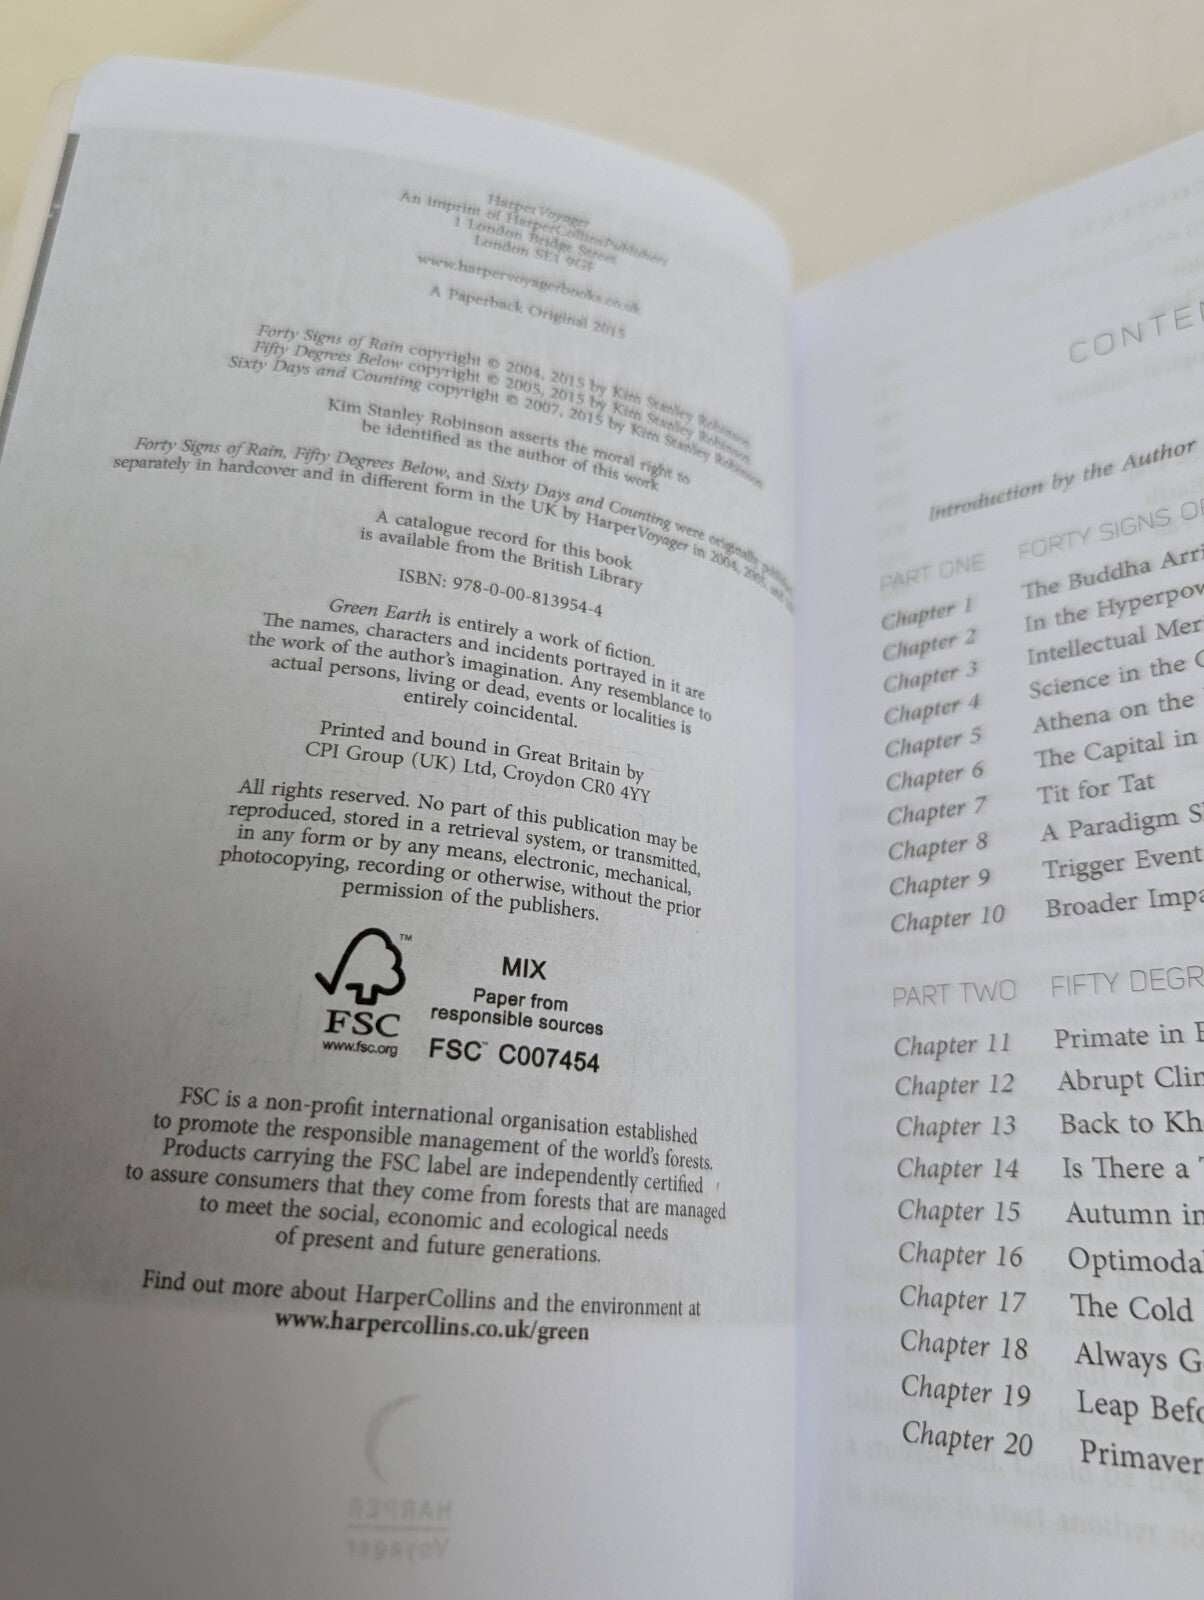 HarperVoyager
An imprint of HarperCollinsPublishers
1 London Bridge Street
London SE1 9GF
www.harpervoyagerbooks.co.uk
A Paperback Original 2015
Forty Signs of Rain copyright © 2004, 2015 by Kim Stanley Robinson
Fifty Degrees Below copyright © 2005, 2015 by Kim Stanley Robinson
Sixty Days and Counting copyright © 2007, 2015 by Kim Stanley Robinson
Kim Stanley Robinson asserts the moral right to
be identified as the author of this work
Forty Signs of Rain, Fifty Degrees Below, and Sixty Days and Counting were originally
separately in hardcover and in different form in the UK by HarperVoyager in 2004, 2005, and
A catalogue record for this book
is available from the British Library
ISBN: 978-0-00-813954-4
Green Earth is entirely a work of fiction.
The names, characters and incidents portrayed in it are
the work of the author's imagination. Any resemblance to
actual persons, living or dead, events or localities is
entirely coincidental.
Printed and bound in Great Britain by
CPI Group (UK) Ltd, Croydon CR0 4YY
All rights reserved. No part of this publication may be
reproduced, stored in a retrieval system, or transmitted,
in any form or by any means, electronic, mechanical,
photocopying, recording or otherwise, without the prior
permission of the publishers.
TM
FSC
www.fsc.org
MIX
Paper from
responsible sources
FSC™ C007454
FSC is a non-profit international organisation established
to promote the responsible management of the world's forests.
Products carrying the FSC label are independently certified
to assure consumers that they come from forests that are managed
to meet the social, economic and ecological needs
of present and future generations.
Find out more about HarperCollins and the environment at
www.harpercollins.co.uk/green
CONTE
Introduction by the Author
PART ONE FORTY SIGNS O
Chapter 1 The Buddha Arri
Chapter 2 In the Hyperpow
Chapter 3 Intellectual Mer
Chapter 4 Science in the
Chapter 5 Athena on the
Chapter 6 The Capital in
Chapter 7 Tit for Tat
Chapter 8 A Paradigm S
Chapter 9 Trigger Event
Chapter 10 Broader Impa
PART TWO FIFTY DEGR
Chapter 11 Primate in
Chapter 12 Abrupt Clim
Chapter 13 Back to Kh
Chapter 14 Is There a
Chapter 15 Autumn in
Chapter 16 Optimodal
Chapter 17 The Cold
Chapter 18 Always G
Chapter 19 Leap Befo
Chapter 20 Primaver